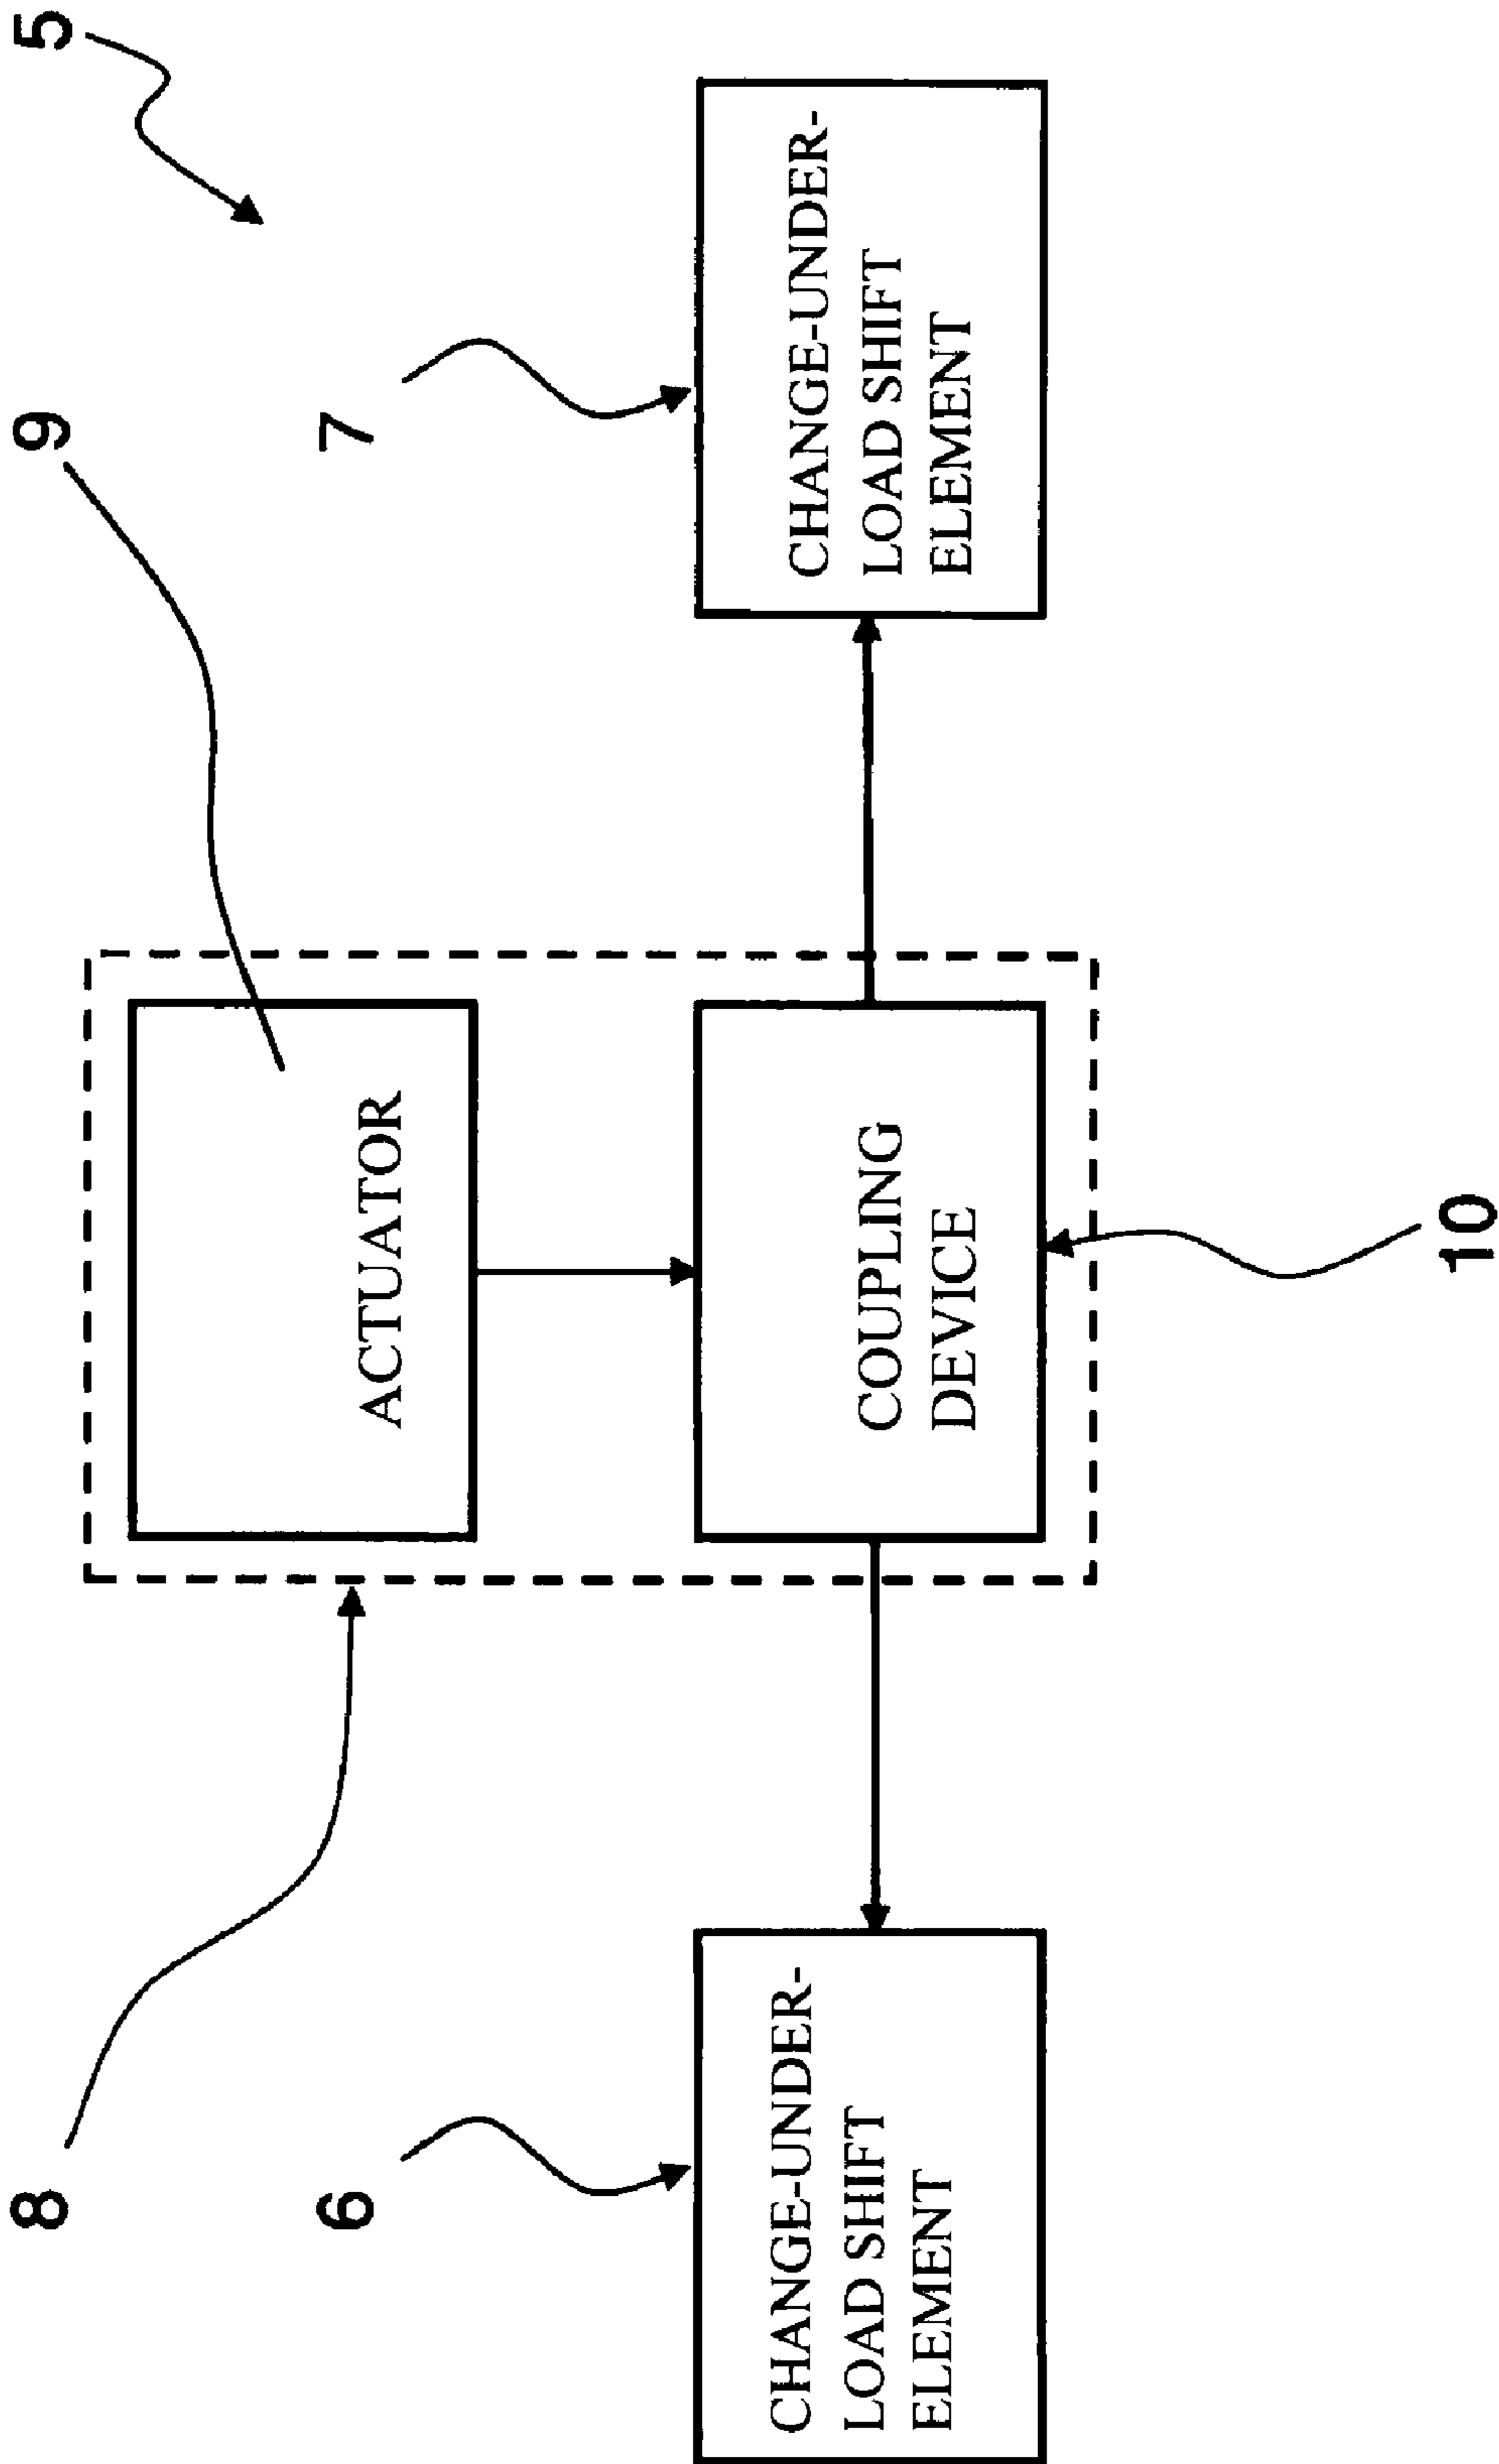 5
9
8
7
6
ACTUATOR
CHANGE-UNDER-
LOAD SHIFT
ELEMENT
COUPLING
DEVICE
CHANGE-UNDER-
LOAD SHIFT
ELEMENT
10